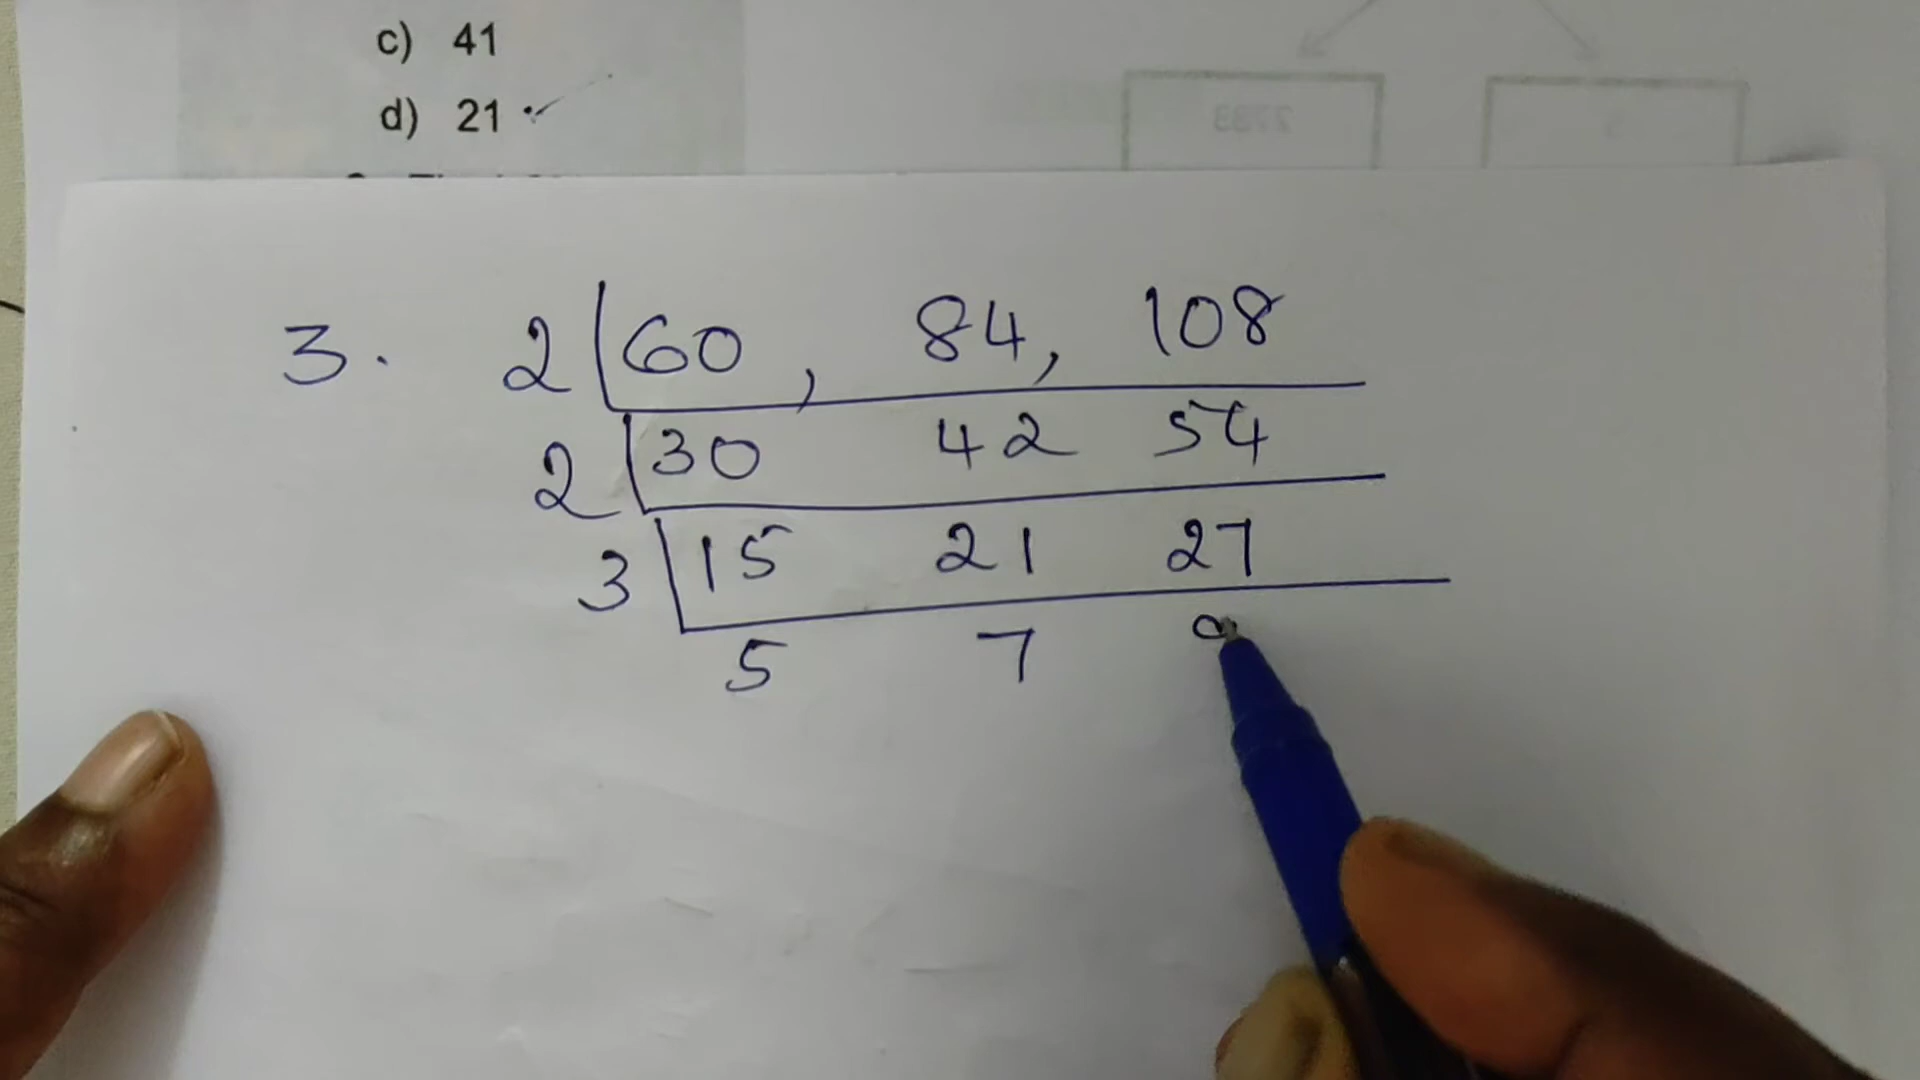 c) 41
d) 21
3. 2 60, 84, 108
2 30 42 54
3 15 21 27
5 7